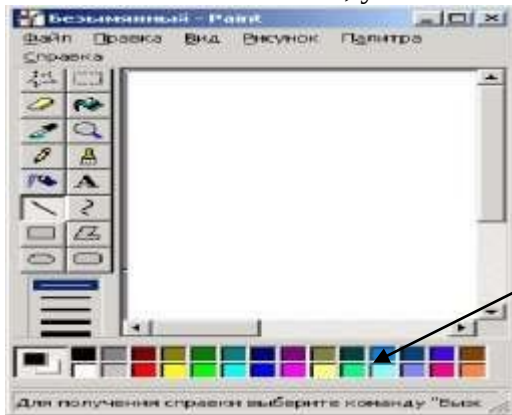 Безымянный - Paint
Файл Правка Вид Рисунок Палитра
Справка
A
Для получения справки выберите команду "Выз